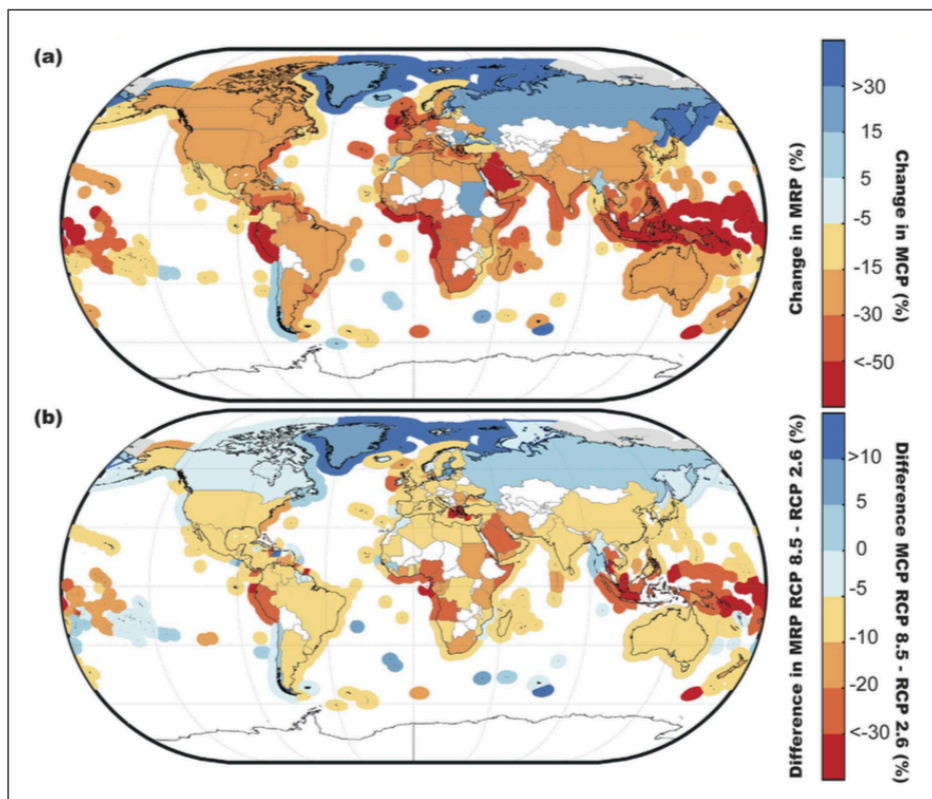 (a)
Change in MRP (%)
>30
15
5
-5
-15
-30
<-50
Change in MCP (%)
(b)
Difference in MRP RCP 8.5 - RCP 2.6 (%)
>10
5
0
-5
-10
-20
<-30
Difference MCP RCP 8.5 - RCP 2.6 (%)